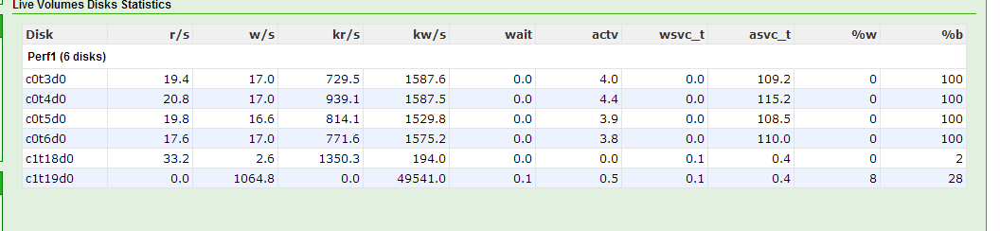 Live Volumes Disks Statistics
Disk r/s w/s kr/s kw/s wait actv wsvc_t asvc_t %w %b
Perf1 (6 disks)
c0t3d0 19.4 17.0 729.5 1587.6 0.0 4.0 0.0 109.2 0 100
c0t4d0 20.8 17.0 939.1 1587.5 0.0 4.4 0.0 115.2 0 100
c0t5d0 19.8 16.6 814.1 1529.8 0.0 3.9 0.0 108.5 0 100
c0t6d0 17.6 17.0 771.6 1575.2 0.0 3.8 0.0 110.0 0 100
c1t18d0 33.2 2.6 1350.3 194.0 0.0 0.0 0.1 0.4 0 2
c1t19d0 0.0 1064.8 0.0 49541.0 0.1 0.5 0.1 0.4 8 28